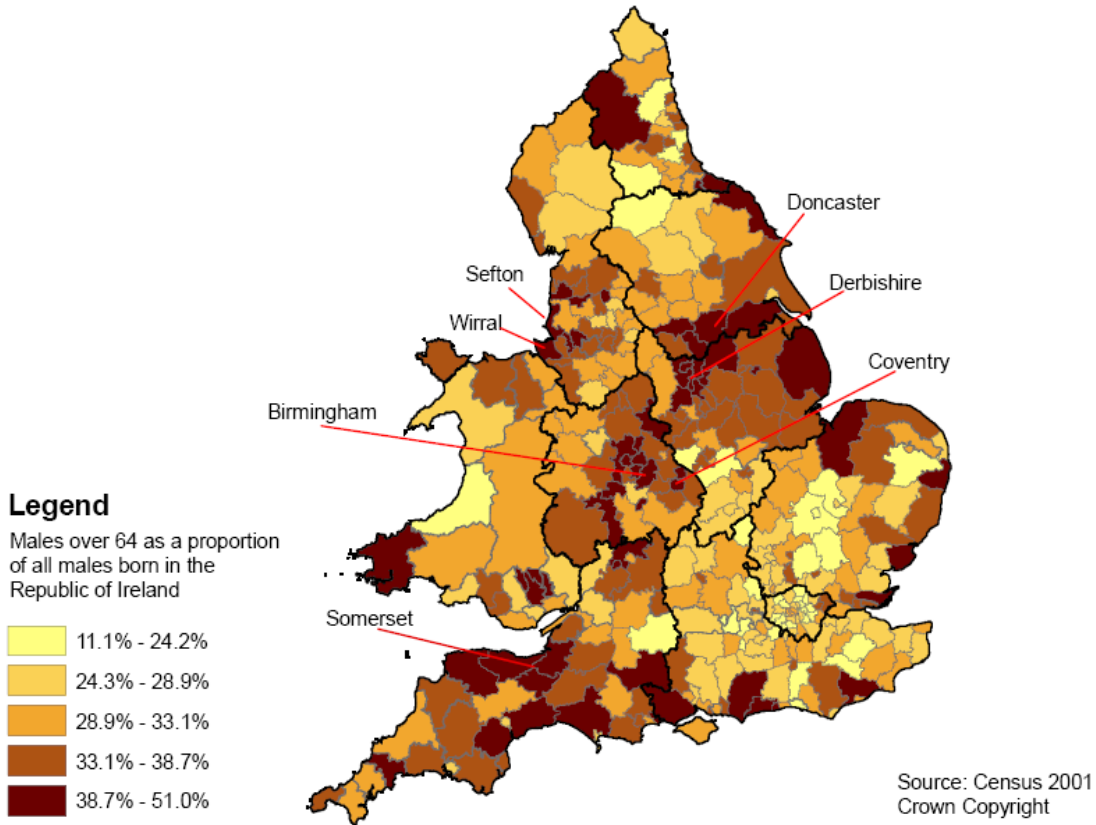 Doncaster
Sefton
Derbishire
Wirral
Coventry
Birmingham
Legend
Males over 64 as a proportion
of all males born in the
Republic of Ireland
Somerset
11.1% - 24.2%
24.3% - 28.9%
28.9% - 33.1%
33.1% - 38.7%
38.7% - 51.0%
Source: Census 2001
Crown Copyright